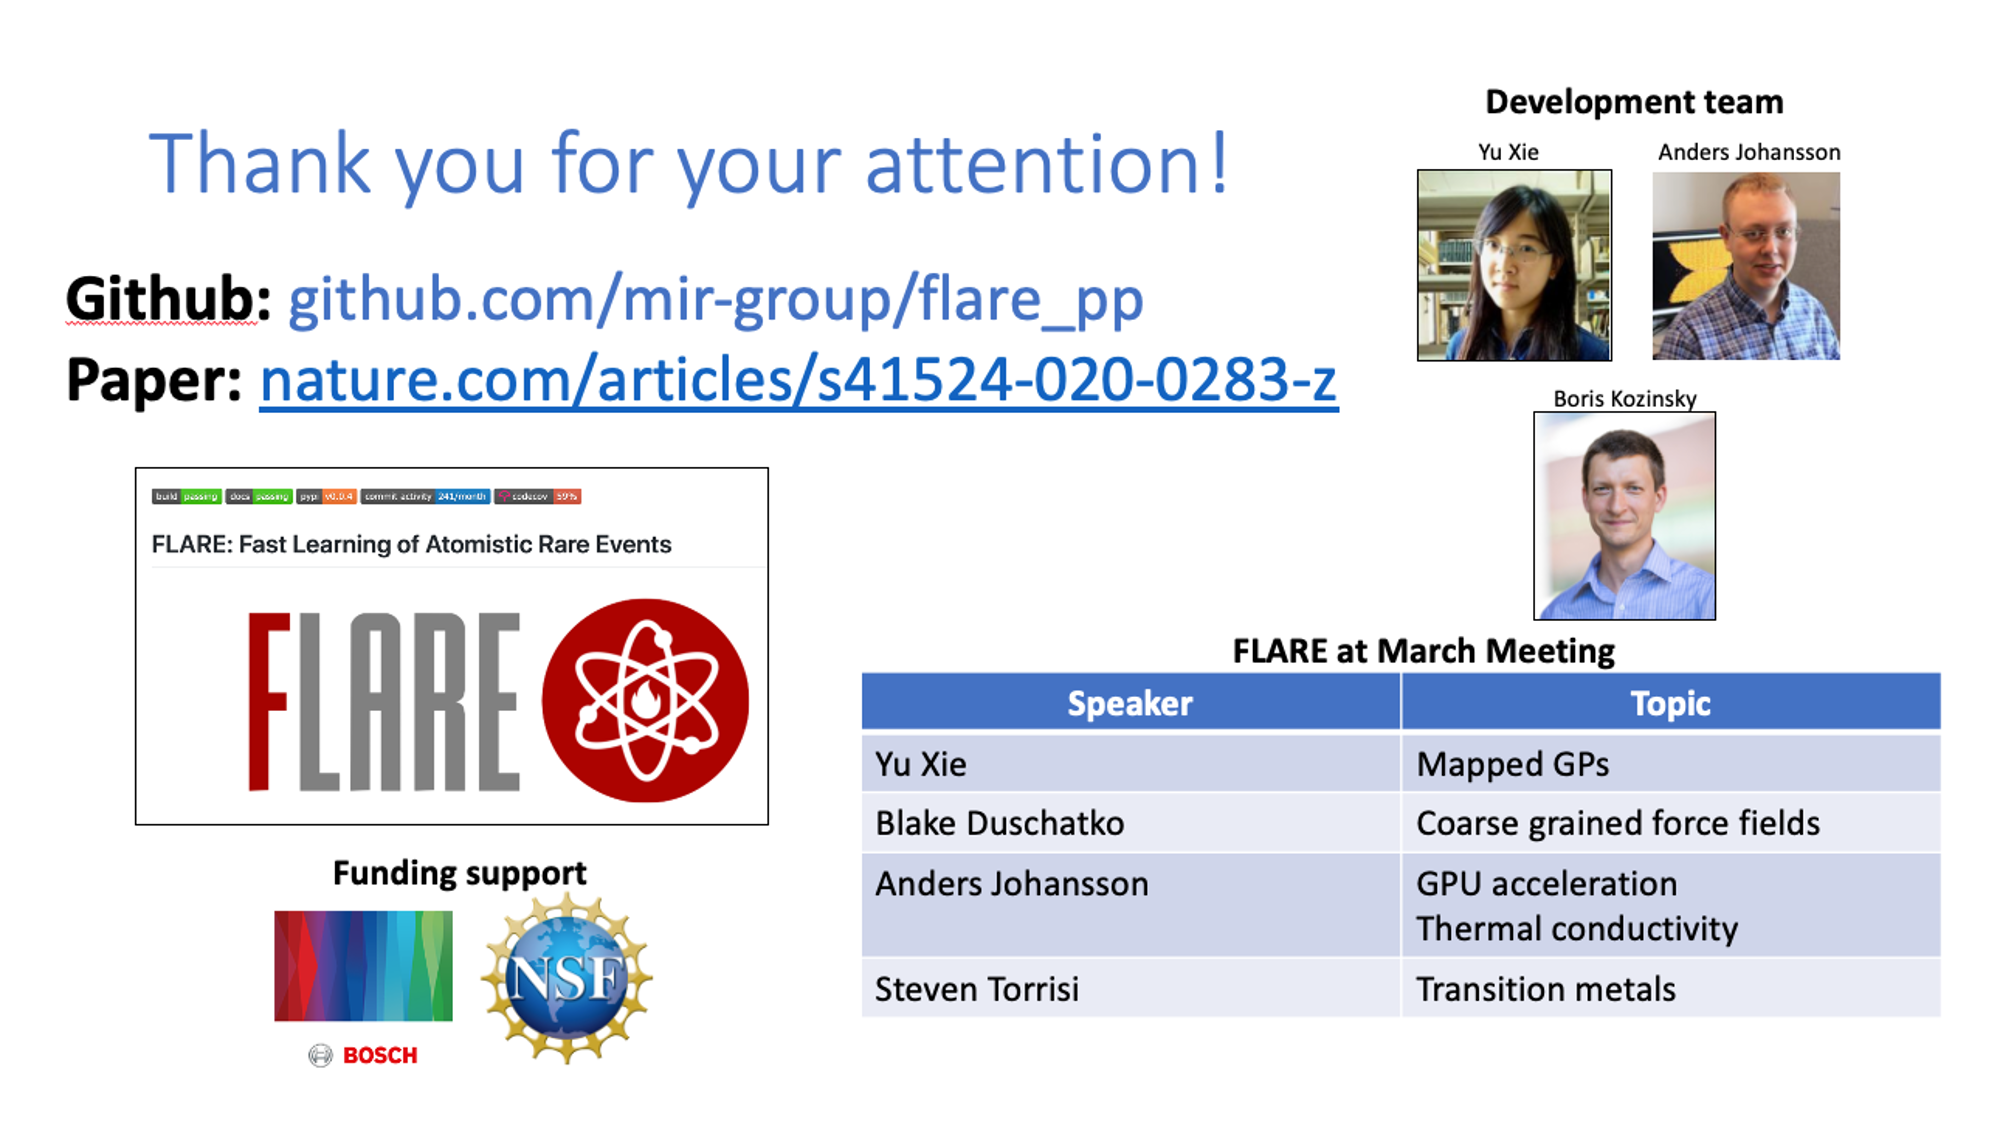 Thank you for your attention!
Github: github.com/mir-group/flare_pp
Paper: nature.com/articles/s41524-020-0283-z
Development team
Yu Xie
Anders Johansson
Boris Kozinsky
build passing docs passing pypi v0.0.4 commit activity 241/month codecov 59%
FLARE: Fast Learning of Atomistic Rare Events
FLARE
Funding support
BOSCH
NSF
FLARE at March Meeting
Speaker Topic
Yu Xie Mapped GPs
Blake Duschatko Coarse grained force fields
Anders Johansson GPU acceleration
Thermal conductivity
Steven Torrisi Transition metals